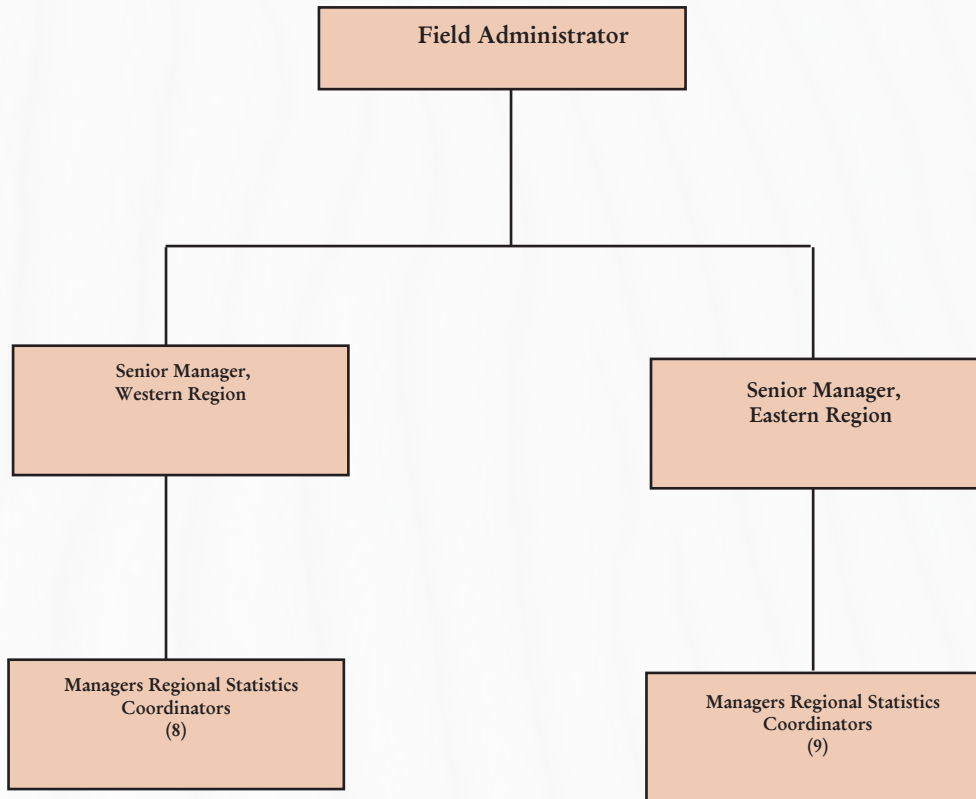 Field Administrator
Senior Manager,
Western Region
Senior Manager,
Eastern Region
Managers Regional Statistics
Coordinators
(8)
Managers Regional Statistics
Coordinators
(9)